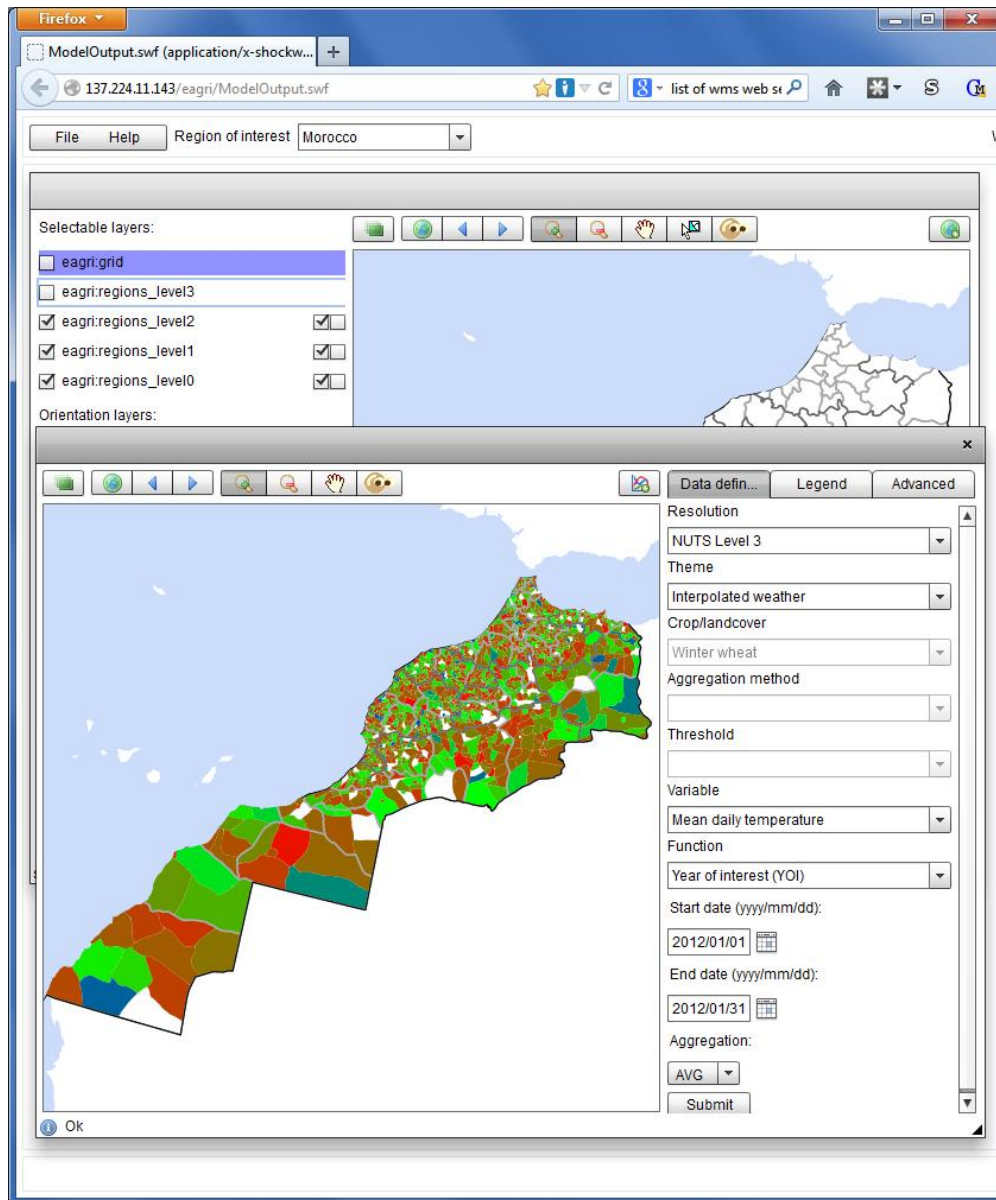 Firefox
ModelOutput.swf (application/x-shockw...
137.224.11.143/eagri/ModelOutput.swf
list of wms web se
File Help Region of interest Morocco
Selectable layers:
eagri:grid
eagri:regions_level3
eagri:regions_level2
eagri:regions_level1
eagri:regions_level0
Orientation layers:
Data defin... Legend Advanced
Resolution
NUTS Level 3
Theme
Interpolated weather
Crop/landcover
Winter wheat
Aggregation method
Threshold
Variable
Mean daily temperature
Function
Year of interest (YOI)
Start date (yyyy/mm/dd):
2012/01/01
End date (yyyy/mm/dd):
2012/01/31
Aggregation:
AVG
Submit
Ok